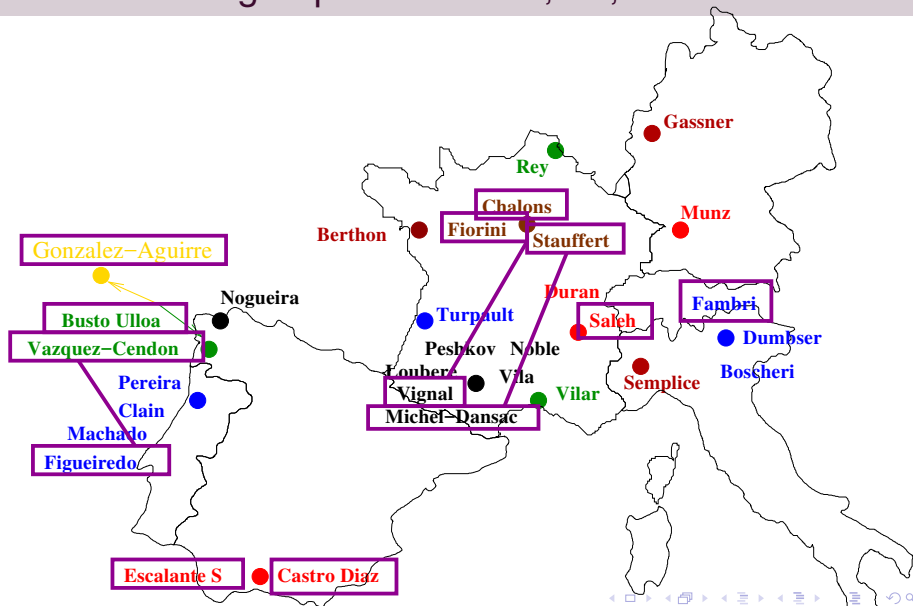 Gassner
Rey
Chalons
Munz
Berthon
Fiorini
Stauffert
Gonzalez−Aguirre
Duran
Nogueira
Fambri
Busto Ulloa
Turpault
Saleh
Vazquez−Cendon
Dumbser
Peshkov Noble
Loubere
Boscheri
Pereira
Vila
Semplice
Vignal
Vilar
Clain
Michel−Dansac
Machado
Figueiredo
Escalante S
Castro Diaz